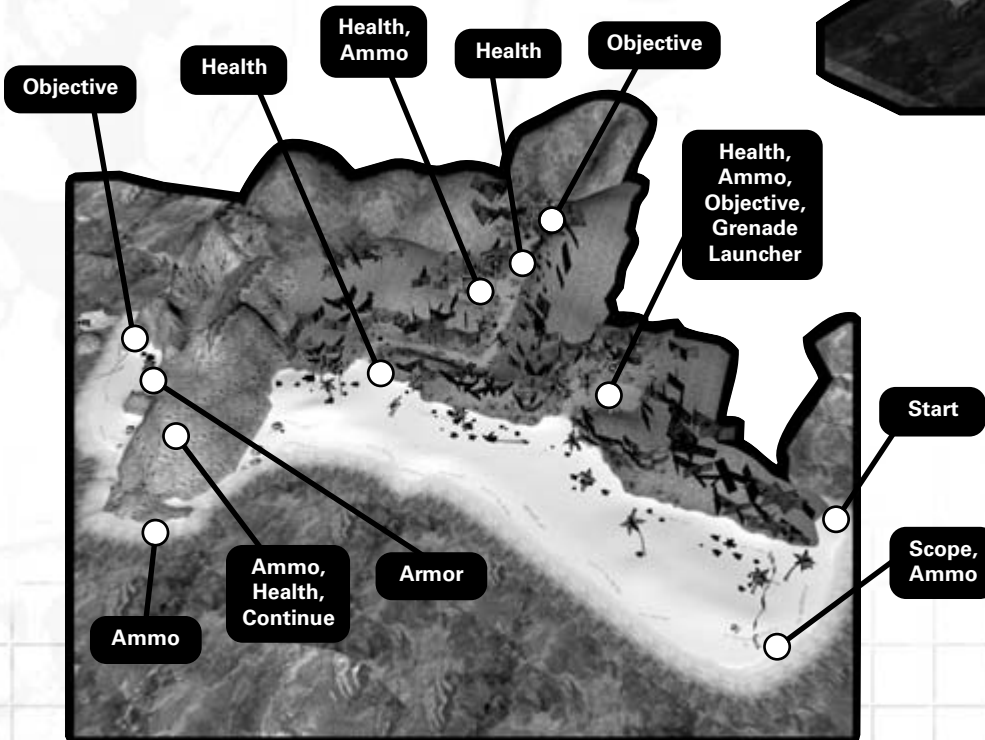 Health,
Ammo
Objective
Health
Health
Objective
Health,
Ammo,
Objective,
Grenade
Launcher
Start
Scope,
Ammo
Ammo,
Health,
Continue
Armor
Ammo